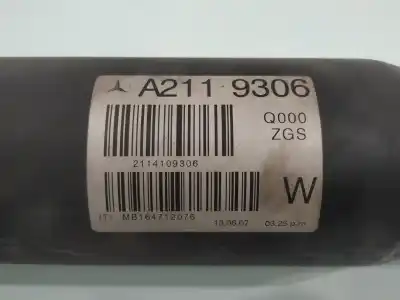 A211 9306
Q000
ZGS
2114109306
W
MB164712076 13.06.07 03.25 p.m